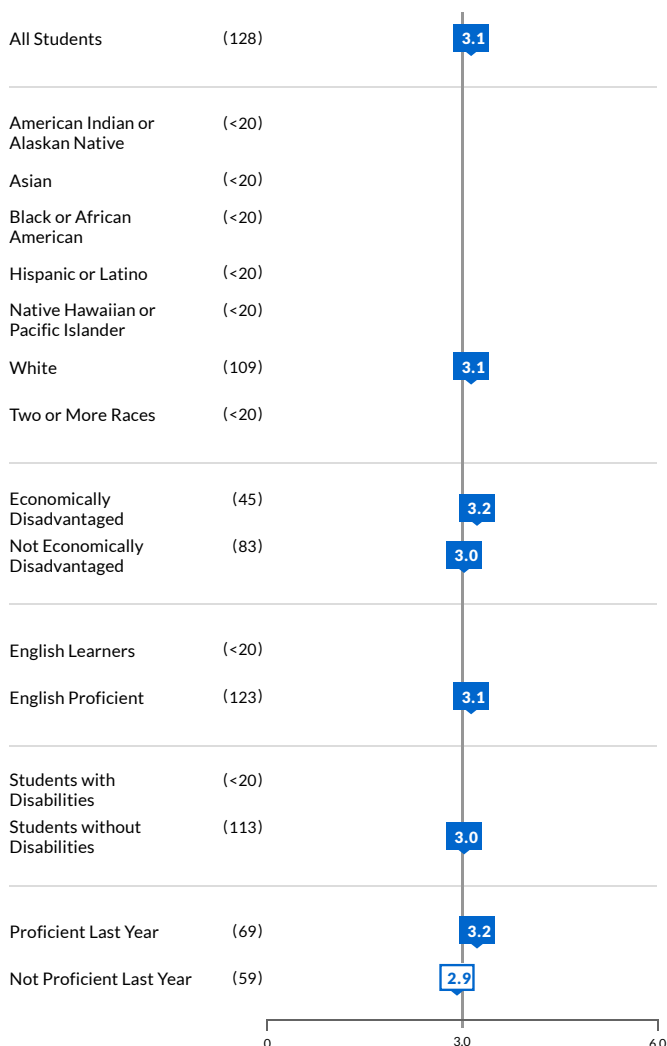 All Students (128) 3.1
American Indian or (<20)
Alaskan Native
Asian (<20)
Black or African (<20)
American
Hispanic or Latino (<20)
Native Hawaiian or (<20)
Pacific Islander
White (109) 3.1
Two or More Races (<20)
Economically (45) 3.2
Disadvantaged
Not Economically (83) 3.0
Disadvantaged
English Learners (<20)
English Proficient (123) 3.1
Students with (<20)
Disabilities
Students without (113) 3.0
Disabilities
Proficient Last Year (69) 3.2
Not Proficient Last Year (59) 2.9
0 3.0 6.0